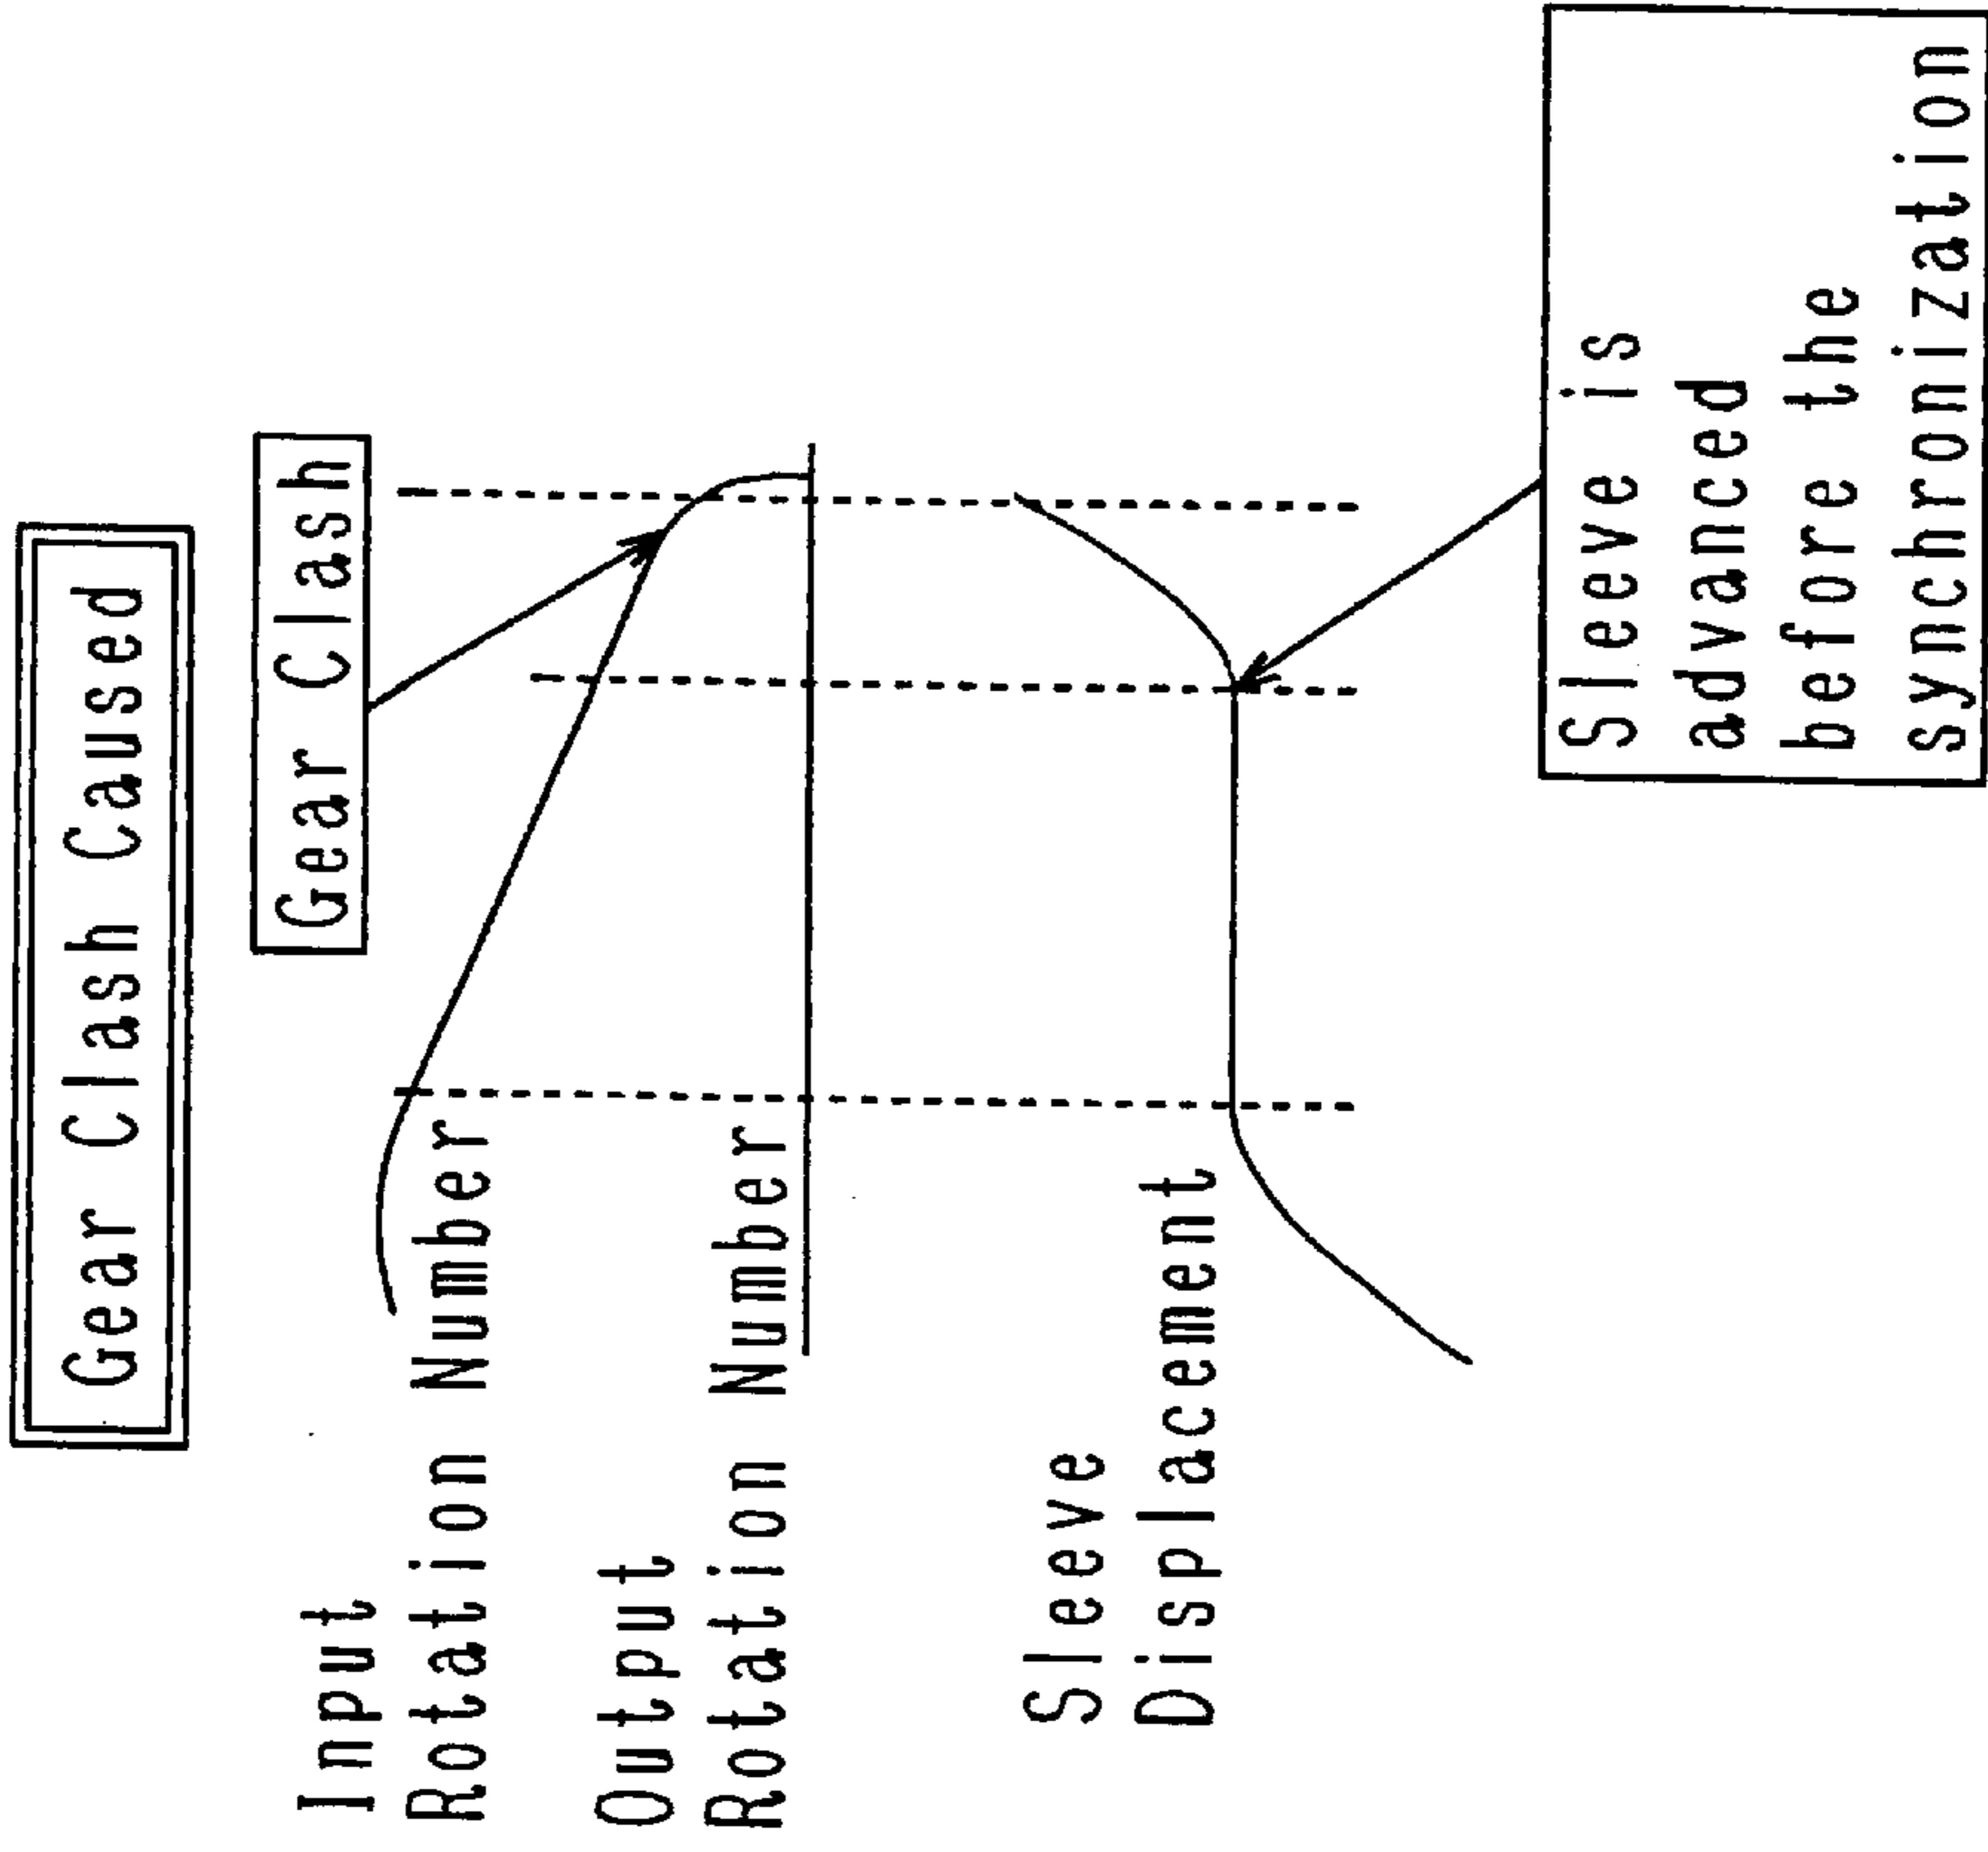 Gear Clash Caused
Gear Clash
Input
Rotation Number
Output
Rotation Number
Sleeve
Displacement
Sleeve is
advanced
before the
synchronization